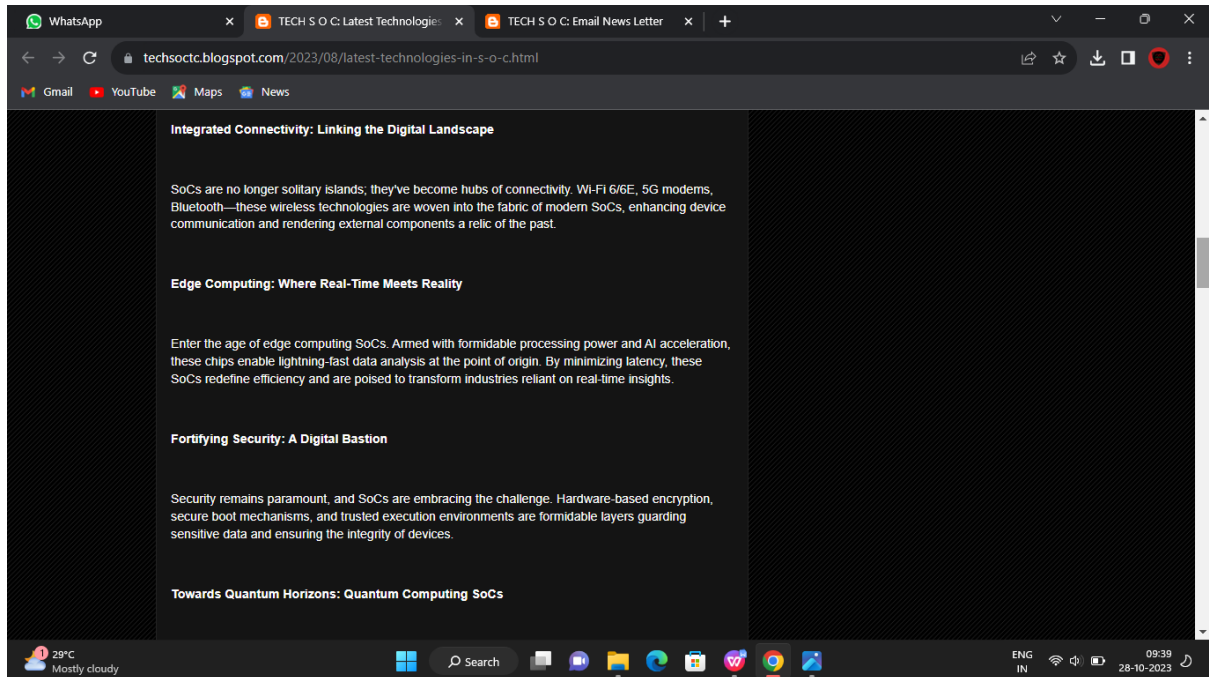 WhatsApp
TECH S O C: Latest Technologies
TECH S O C: Email News Letter
techsoctc.blogspot.com/2023/08/latest-technologies-in-s-o-c.html
Gmail
YouTube
Maps
News
Integrated Connectivity: Linking the Digital Landscape
SoCs are no longer solitary islands; they've become hubs of connectivity. Wi-Fi 6/6E, 5G modems,
Bluetooth—these wireless technologies are woven into the fabric of modern SoCs, enhancing device
communication and rendering external components a relic of the past.
Edge Computing: Where Real-Time Meets Reality
Enter the age of edge computing SoCs. Armed with formidable processing power and AI acceleration,
these chips enable lightning-fast data analysis at the point of origin. By minimizing latency, these
SoCs redefine efficiency and are poised to transform industries reliant on real-time insights.
Fortifying Security: A Digital Bastion
Security remains paramount, and SoCs are embracing the challenge. Hardware-based encryption,
secure boot mechanisms, and trusted execution environments are formidable layers guarding
sensitive data and ensuring the integrity of devices.
Towards Quantum Horizons: Quantum Computing SoCs
1
29°C
Mostly cloudy
Search
ENG
IN
09:39
28-10-2023